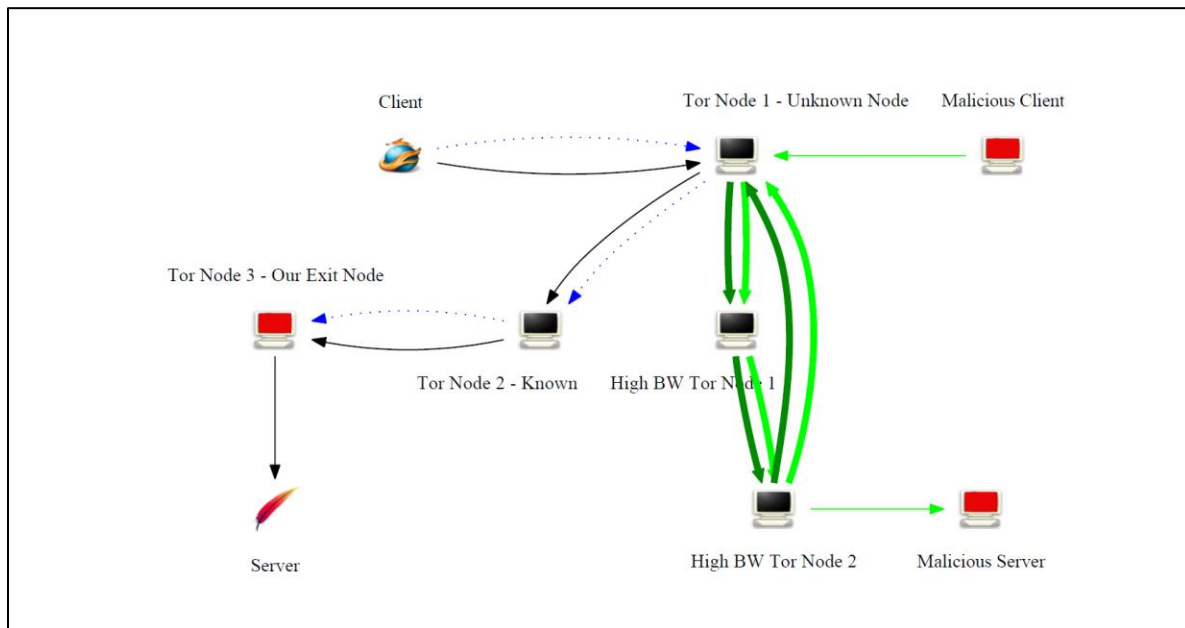 Client
Tor Node 1 - Unknown Node
Malicious Client
Tor Node 3 - Our Exit Node
Tor Node 2 - Known
High BW Tor Node 1
High BW Tor Node 2
Malicious Server
Server